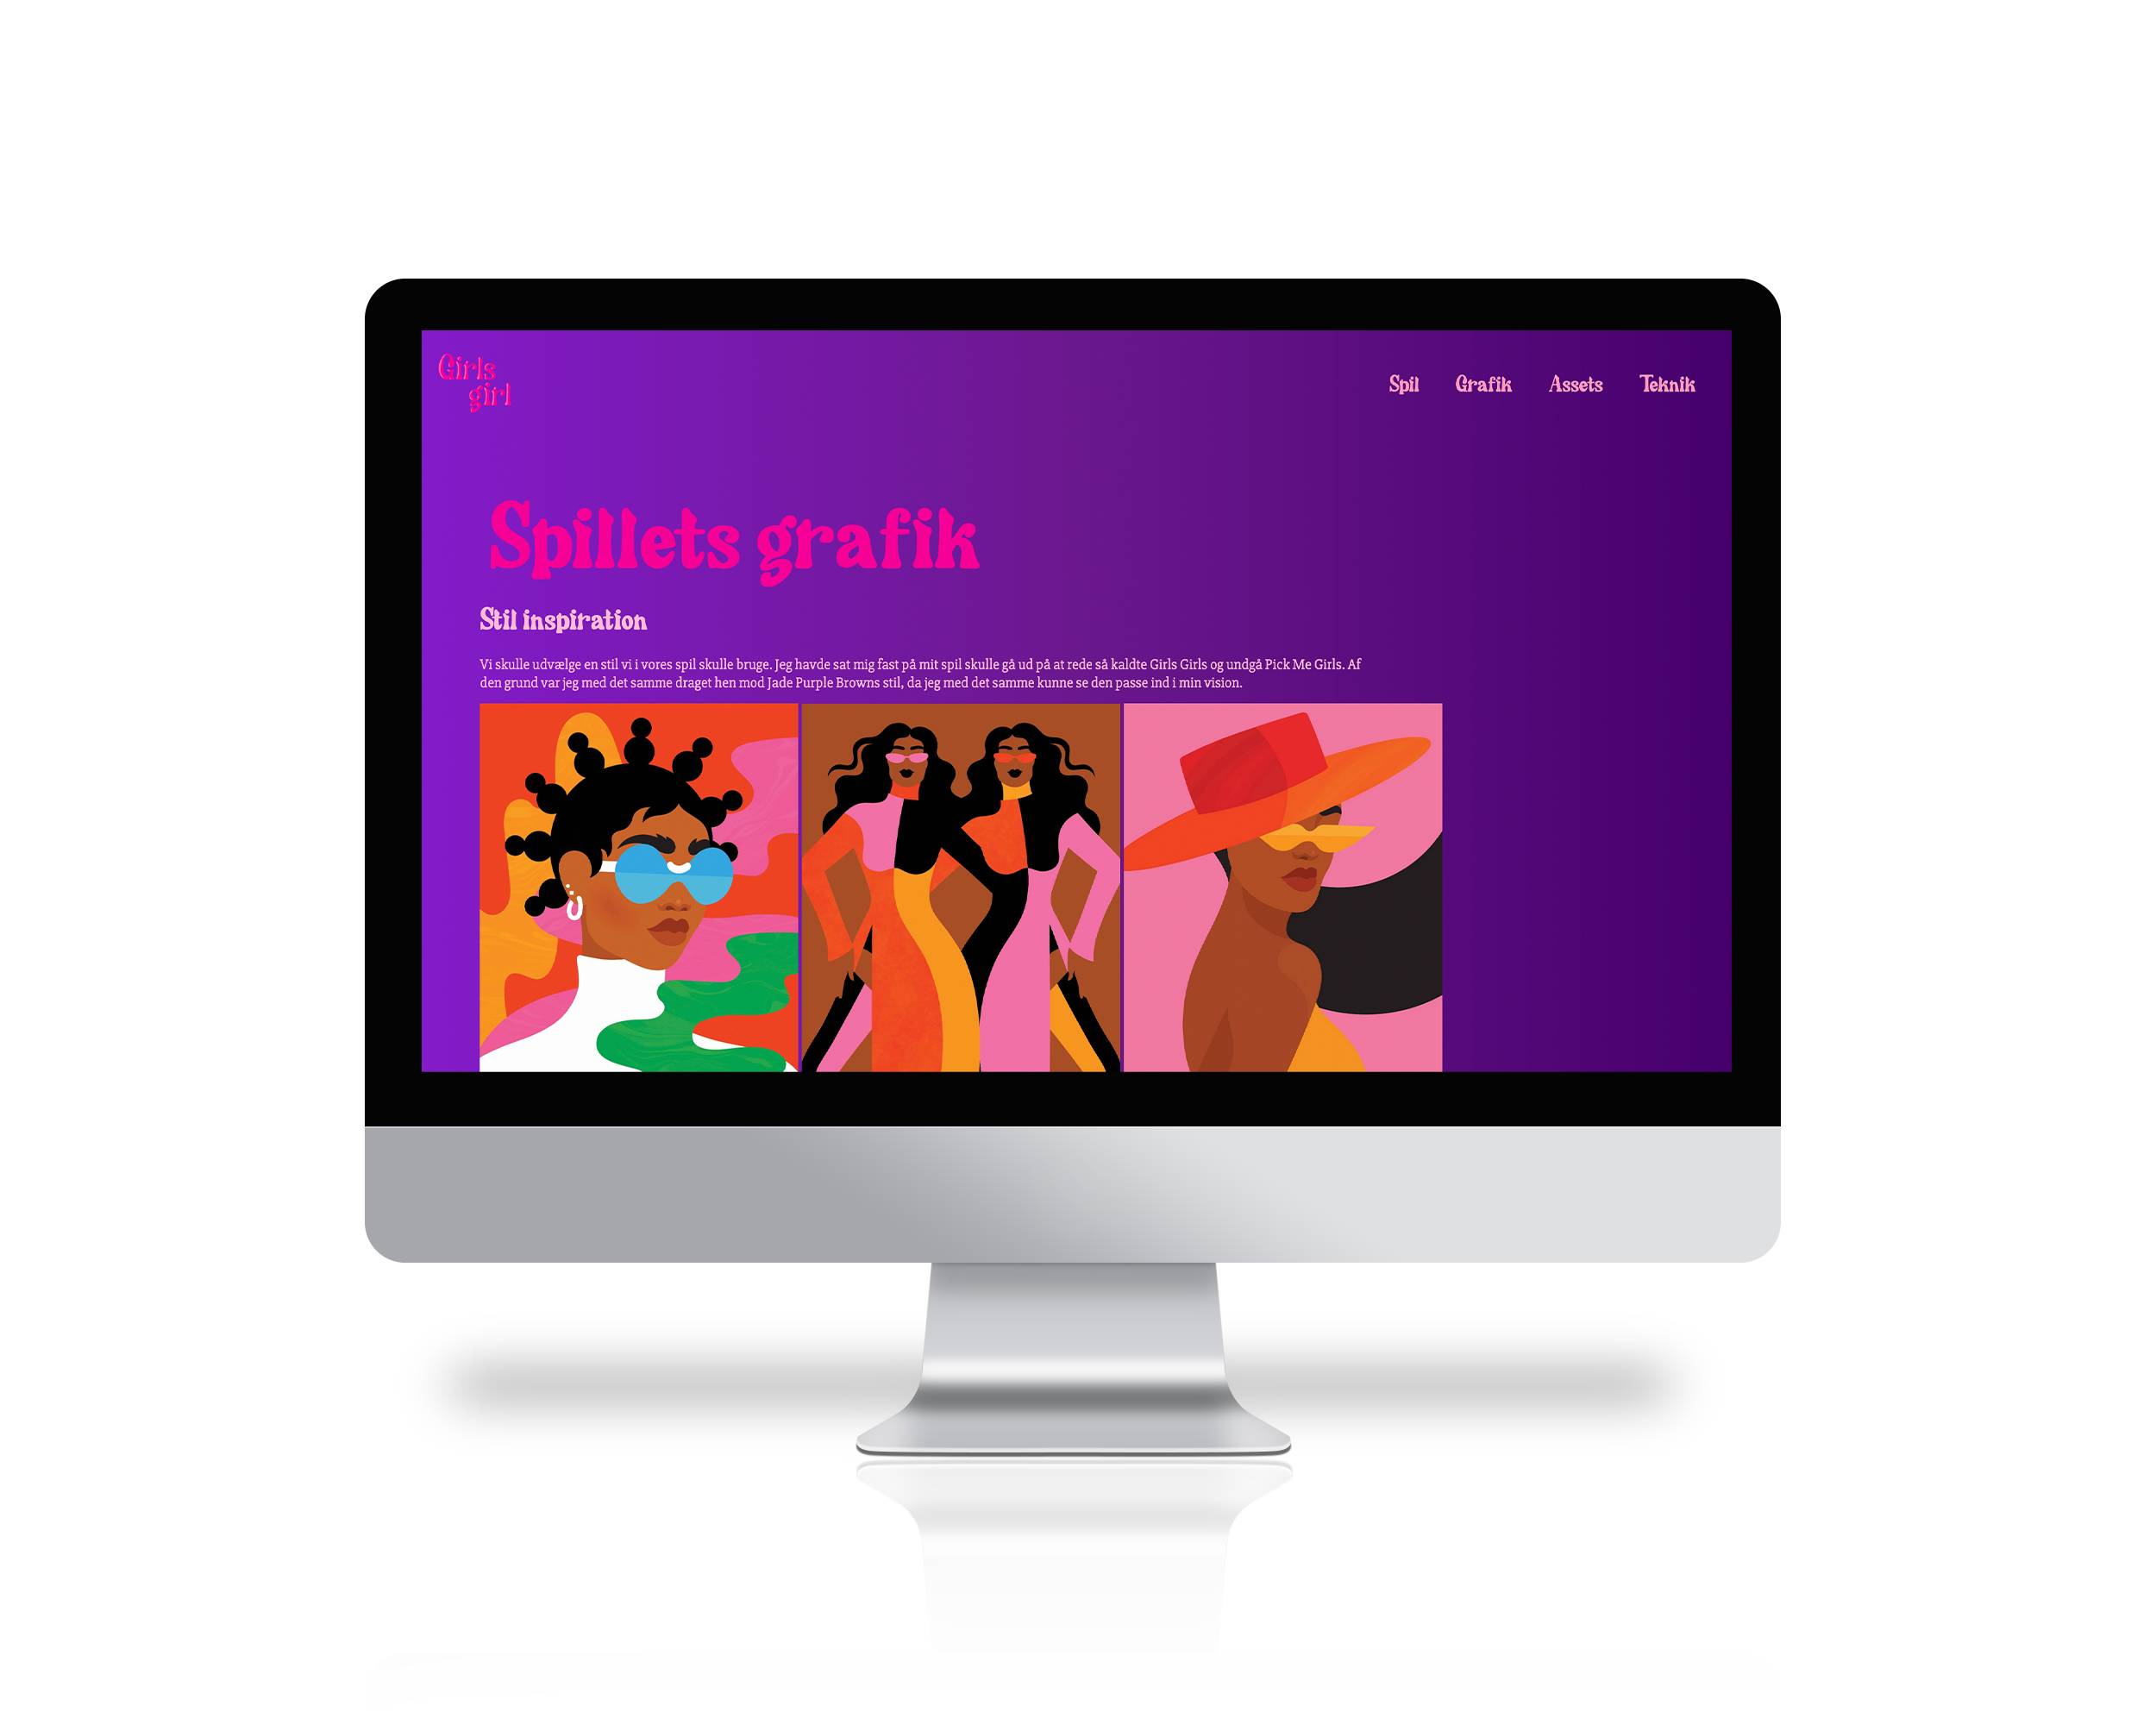 Girls
girl
Spil Grafik Assets Teknik
Spillets grafik
Stil inspiration
Vi skulle udvælge en stil vi i vores spil skulle bruge. Jeg havde sat mig fast på mit spil skulle gå ud på at rede så kaldte Girls Girls og undgå Pick Me Girls. Af
den grund var jeg med det samme draget hen mod Jade Purple Browns stil, da jeg med det samme kunne se den passe ind i min vision.